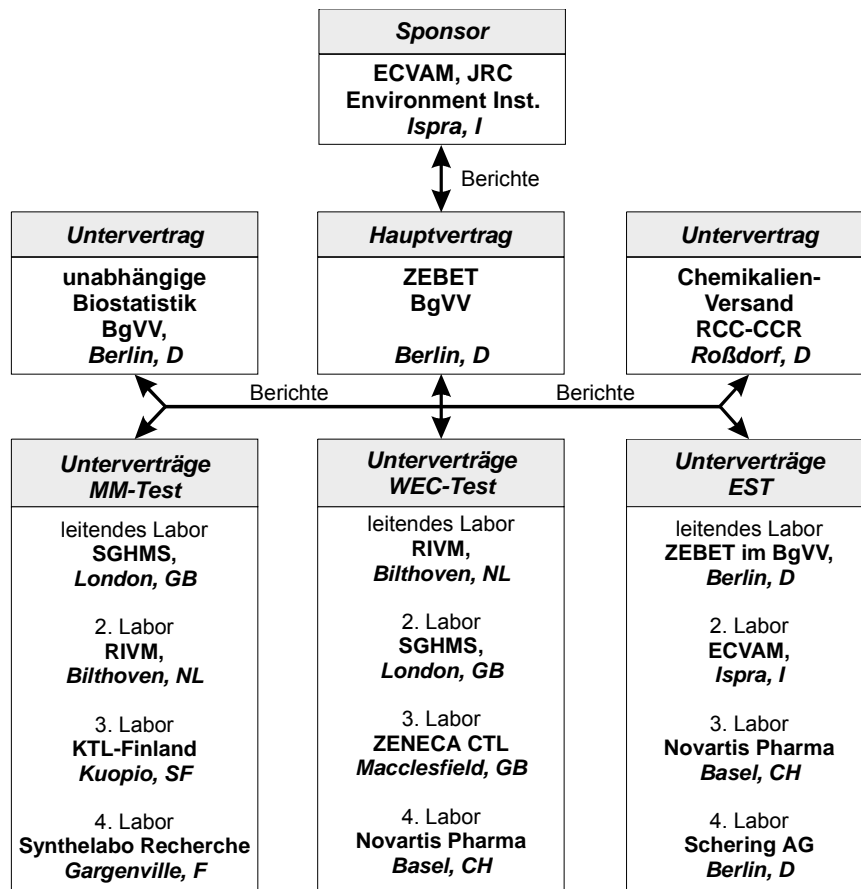 Sponsor
ECVAM, JRC
Environment Inst.
Ispra, I
Berichte
Untervertrag
unabhängige
Biostatistik
BgVV,
Berlin, D
Hauptvertrag
ZEBET
BgVV
Berlin, D
Untervertrag
Chemikalien-
Versand
RCC-CCR
Roßdorf, D
Berichte
Berichte
Unterverträge
MM-Test
leitendes Labor
SGHMS,
London, GB
2. Labor
RIVM,
Bilthoven, NL
3. Labor
KTL-Finland
Kuopio, SF
4. Labor
Synthelabo Recherche
Gargenville, F
Unterverträge
WEC-Test
leitendes Labor
RIVM,
Bilthoven, NL
2. Labor
SGHMS,
London, GB
3. Labor
ZENECA CTL
Macclesfield, GB
4. Labor
Novartis Pharma
Basel, CH
Unterverträge
EST
leitendes Labor
ZEBET im BgVV,
Berlin, D
2. Labor
ECVAM,
Ispra, I
3. Labor
Novartis Pharma
Basel, CH
4. Labor
Schering AG
Berlin, D